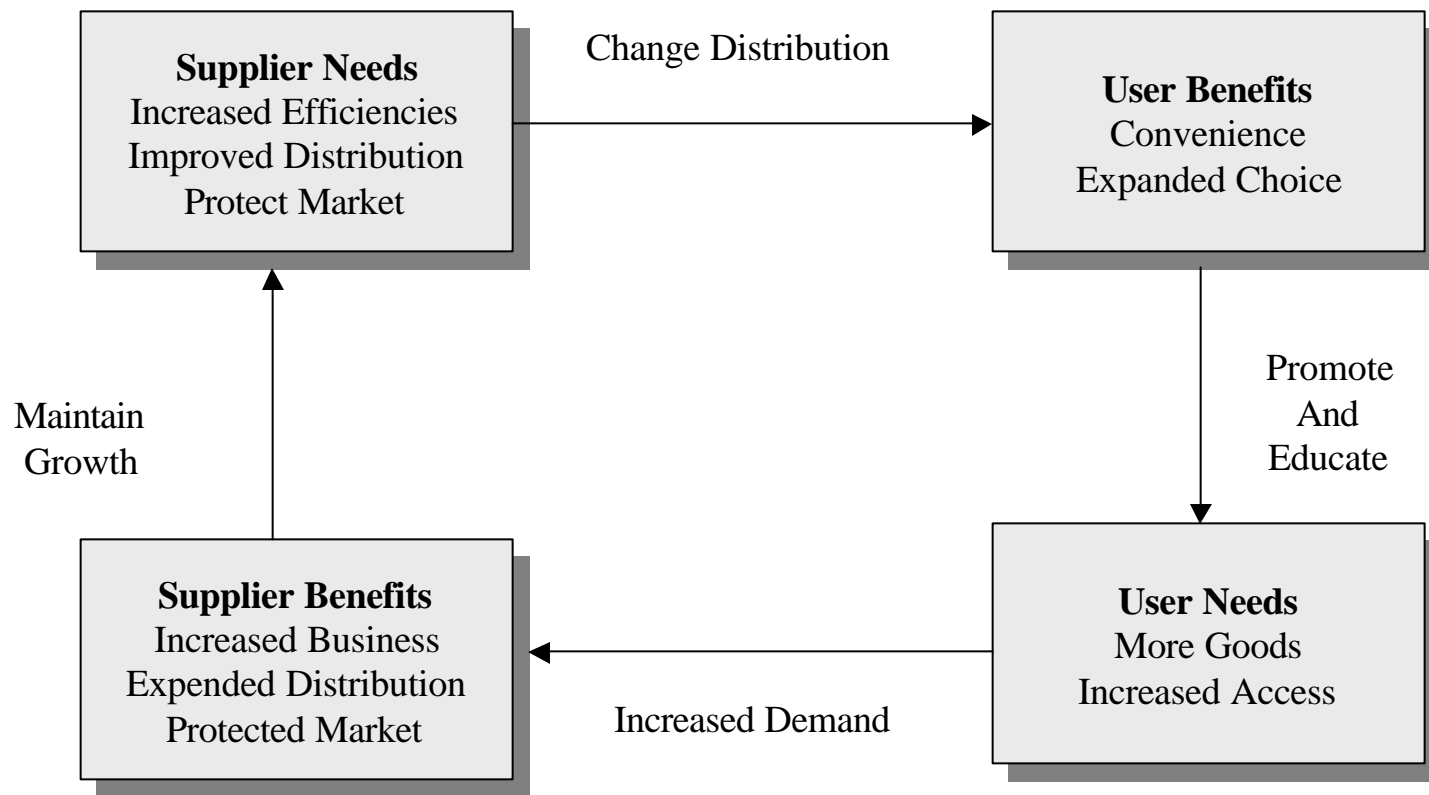 Supplier Needs
Increased Efficiencies
Improved Distribution
Protect Market
Change Distribution
User Benefits
Convenience
Expanded Choice
Promote
And
Educate
User Needs
More Goods
Increased Access
Increased Demand
Supplier Benefits
Increased Business
Expended Distribution
Protected Market
Maintain
Growth